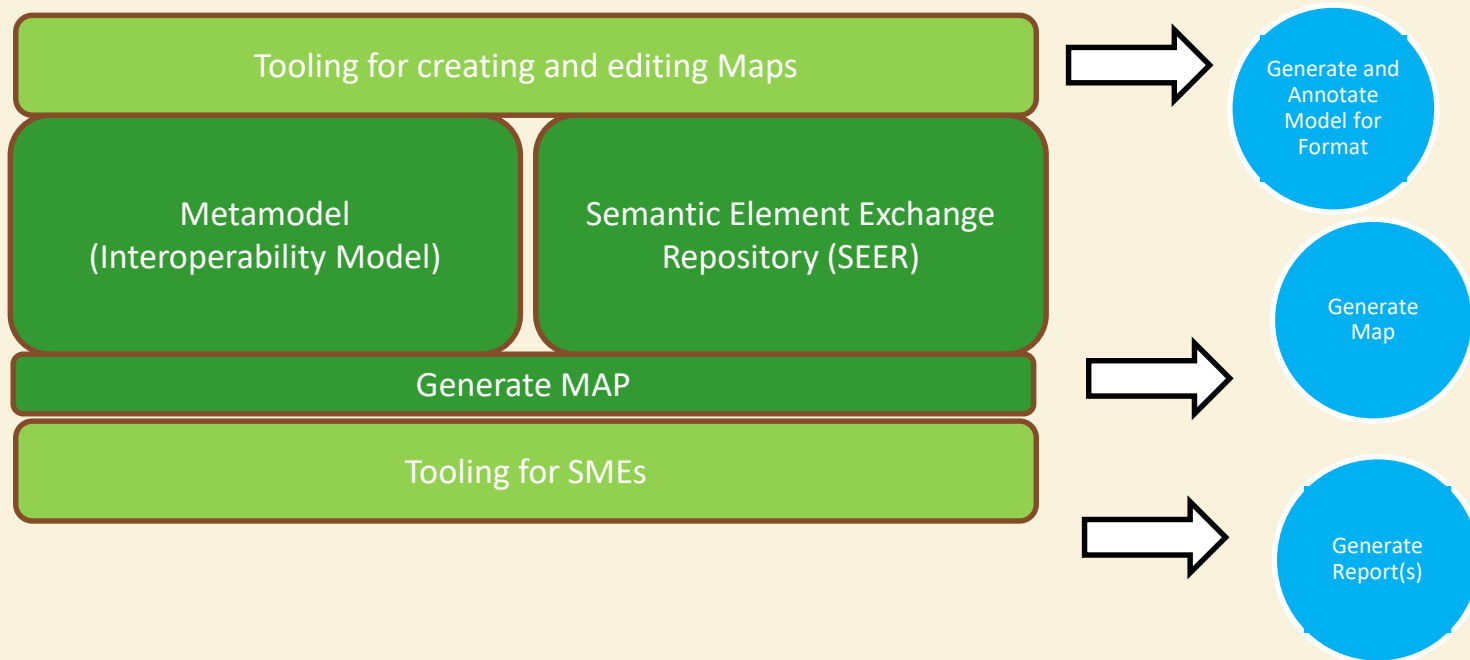 Tooling for creating and editing Maps
Generate and
Annotate
Model for
Format
Metamodel
(Interoperability Model)
Semantic Element Exchange
Repository (SEER)
Generate
Map
Generate MAP
Tooling for SMEs
Generate
Report(s)